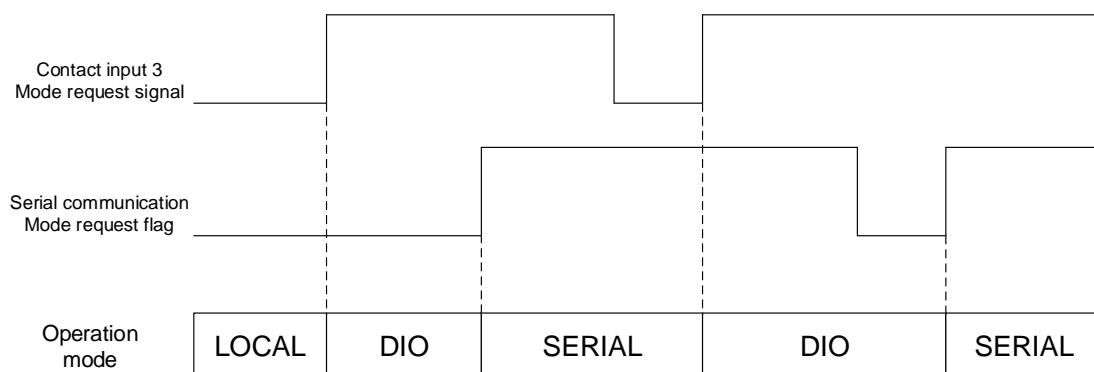 Contact input 3
Mode request signal
Serial communication
Mode request flag
Operation
mode
LOCAL
DIO
SERIAL
DIO
SERIAL